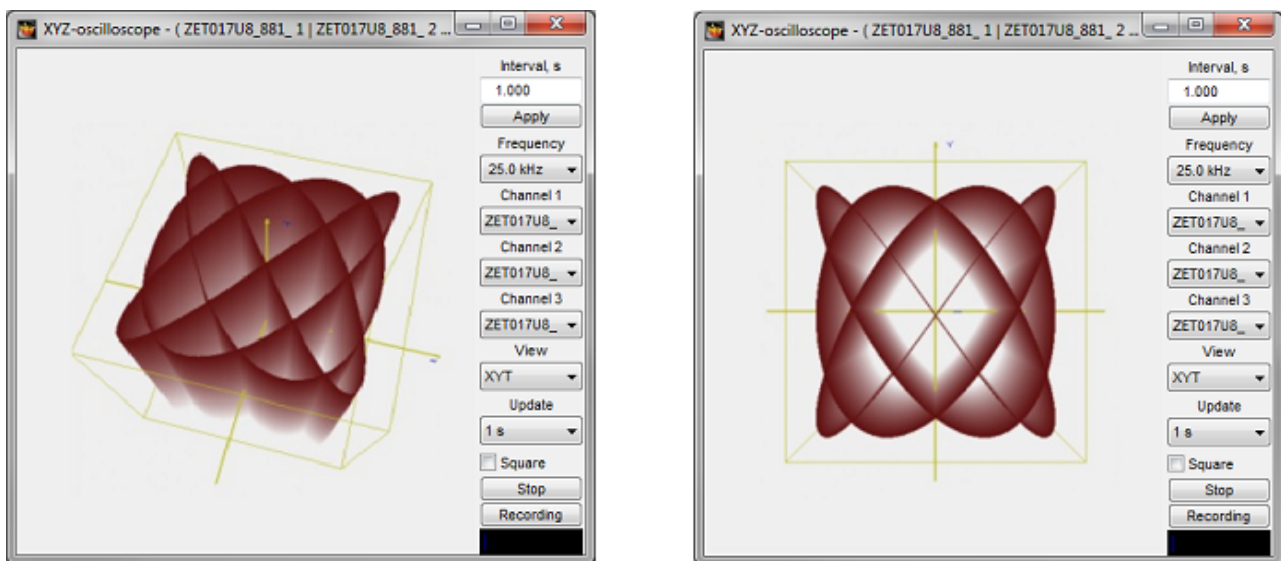 XYZ-oscilloscope - ( ZET017U8_881_ 1 | ZET017U8_881_ 2 ...
Interval, s
1.000
Apply
Frequency
25.0 kHz
Channel 1
ZET017U8_
Channel 2
ZET017U8_
Channel 3
ZET017U8_
View
XYT
Update
1 s
Square
Stop
Recording
XYZ-oscilloscope - ( ZET017U8_881_ 1 | ZET017U8_881_ 2 ...
Y
Interval, s
1.000
Apply
Frequency
25.0 kHz
Channel 1
ZET017U8_
Channel 2
ZET017U8_
Channel 3
ZET017U8_
View
XYT
Update
1 s
Square
Stop
Recording